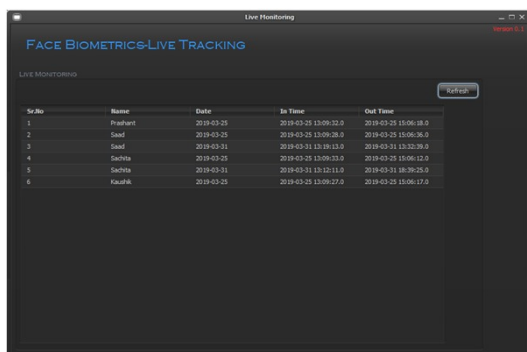 Live Monitoring
Version 0.1
FACE BIOMETRICS-LIVE TRACKING
LIVE MONITORING
Refresh
Sr.No Name Date In Time Out Time
1 Prashant 2019-03-25 2019-03-25 13:09:32.0 2019-03-25 15:06:18.0
2 Saad 2019-03-25 2019-03-25 13:09:28.0 2019-03-25 15:06:36.0
3 Saad 2019-03-31 2019-03-31 13:19:13.0 2019-03-31 13:32:39.0
4 Sachita 2019-03-25 2019-03-25 13:09:33.0 2019-03-25 15:06:12.0
5 Sachita 2019-03-31 2019-03-31 13:12:11.0 2019-03-31 18:39:25.0
6 Kaushik 2019-03-25 2019-03-25 13:09:27.0 2019-03-25 15:06:17.0